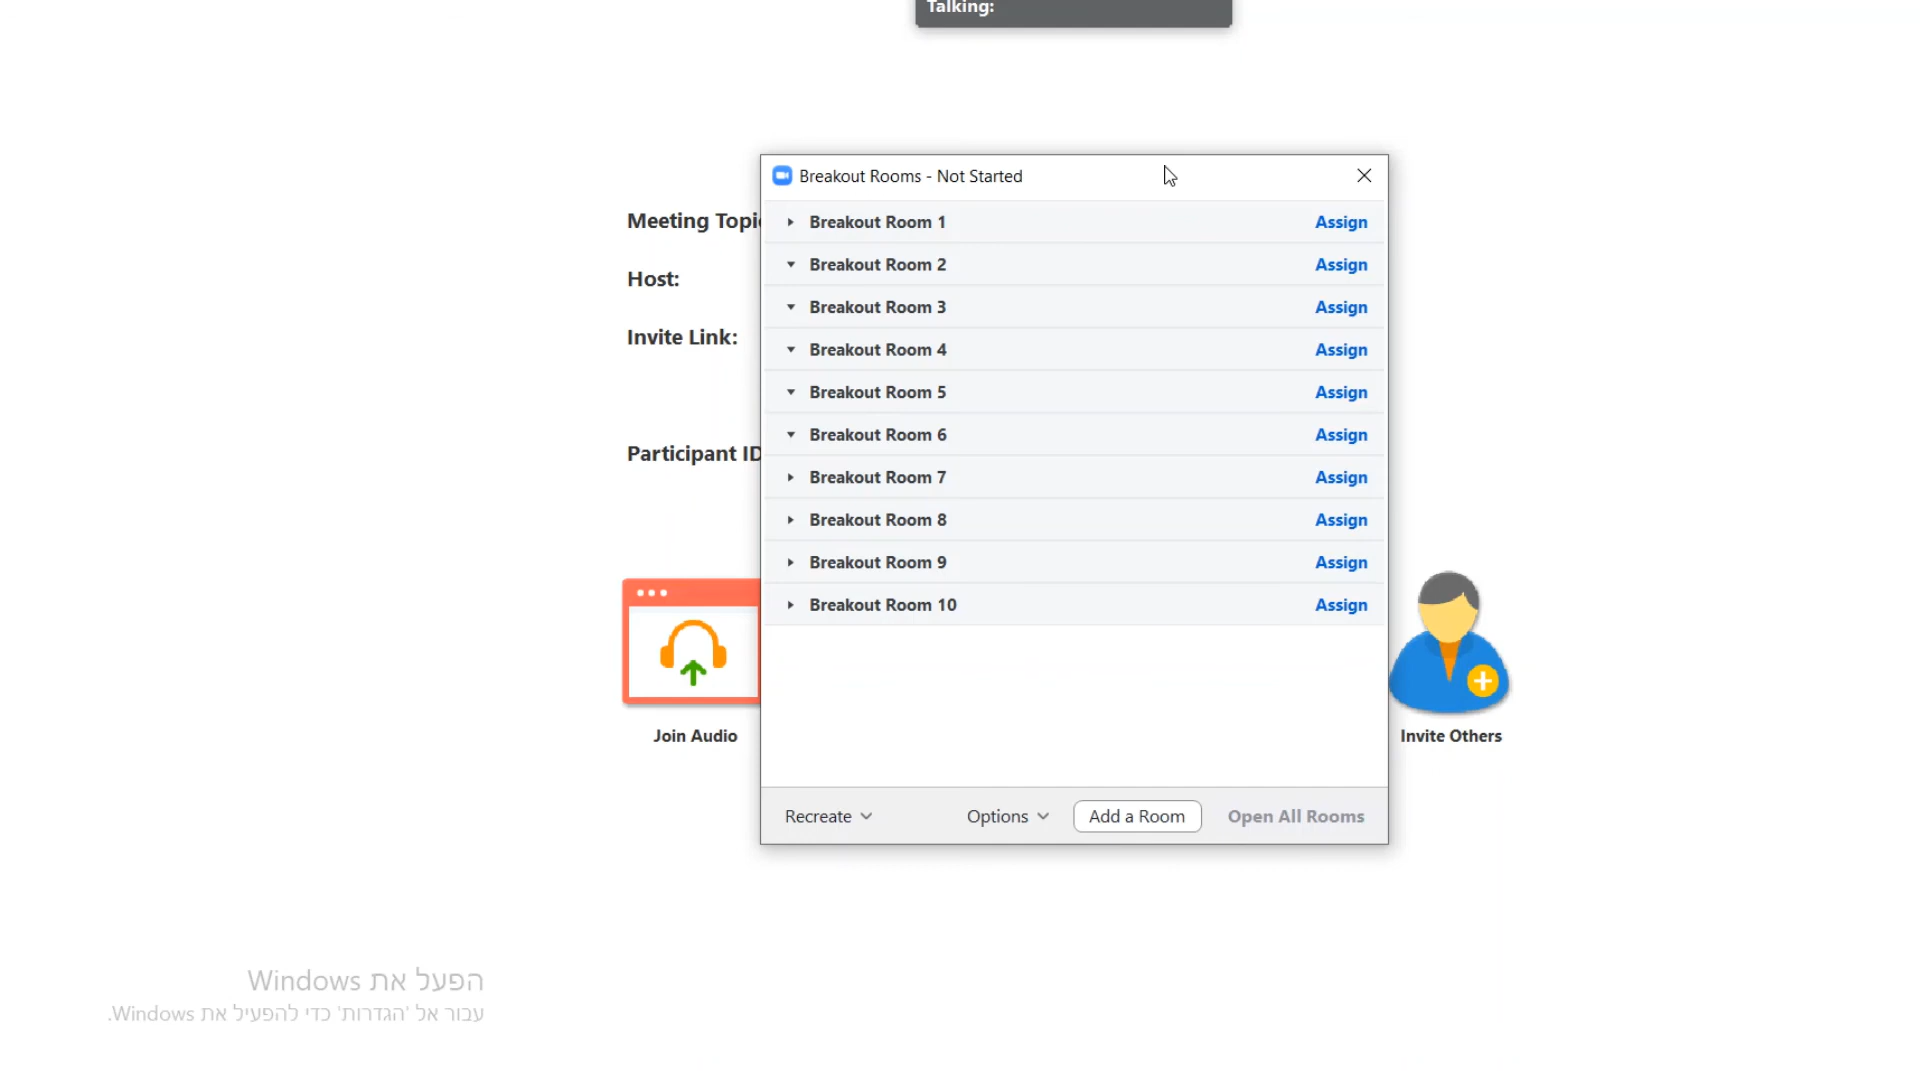 Talking:
Breakout Rooms - Not Started
Meeting Topi
Host:
Invite Link:
Participant ID
Breakout Room 1 Assign
Breakout Room 2 Assign
Breakout Room 3 Assign
Breakout Room 4 Assign
Breakout Room 5 Assign
Breakout Room 6 Assign
Breakout Room 7 Assign
Breakout Room 8 Assign
Breakout Room 9 Assign
Breakout Room 10 Assign
Join Audio
Invite Others
Recreate Options Add a Room Open All Rooms
הפעל את Windows
עבור אל 'הגדרות' כדי להפעיל את Windows.